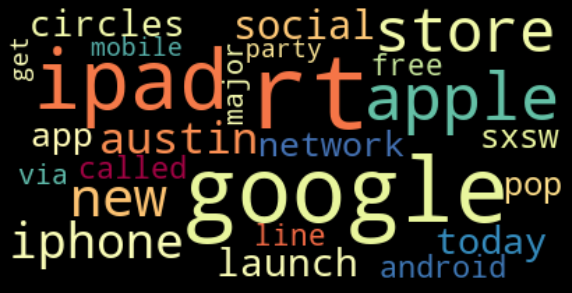 circles social store
get mobile party
ipad major rt free apple
app austin network sxsw
via called
new google pop
iphone line today
launch android